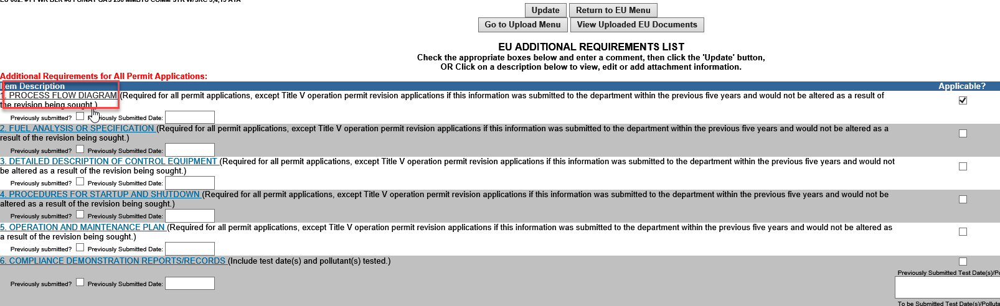 Update Return to EU Menu
Go to Upload Menu View Uploaded EU Documents
EU ADDITIONAL REQUIREMENTS LIST
Check the appropriate boxes below and enter a comment, then click the 'Update' button,
OR Click on a description below to view, edit or add attachment information.
Additional Requirements for All Permit Applications:
Item Description Applicable?
1. PROCESS FLOW DIAGRAM (Required for all permit applications, except Title V operation permit revision applications if this information was submitted to the department within the previous five years and would not be altered as a result of
the revision being sought.)
Previously submitted? Previously Submitted Date:
2. FUEL ANALYSIS OR SPECIFICATION (Required for all permit applications, except Title V operation permit revision applications if this information was submitted to the department within the previous five years and would not be altered as a
result of the revision being sought.)
Previously submitted? Previously Submitted Date:
3. DETAILED DESCRIPTION OF CONTROL EQUIPMENT (Required for all permit applications, except Title V operation permit revision applications if this information was submitted to the department within the previous five years and would not
be altered as a result of the revision being sought.)
Previously submitted? Previously Submitted Date:
4. PROCEDURES FOR STARTUP AND SHUTDOWN (Required for all permit applications, except Title V operation permit revision applications if this information was submitted to the department within the previous five years and would not be
altered as a result of the revision being sought.)
Previously submitted? Previously Submitted Date:
5. OPERATION AND MAINTENANCE PLAN (Required for all permit applications, except Title V operation permit revision applications if this information was submitted to the department within the previous five years and would not be altered as
a result of the revision being sought.)
Previously submitted? Previously Submitted Date:
6. COMPLIANCE DEMONSTRATION REPORTS/RECORDS (Include test date(s) and pollutant(s) tested.)
Previously Submitted Test Date(s)/Po
Previously submitted? Previously Submitted Date:
To be Submitted Test Date(s)/Polluta